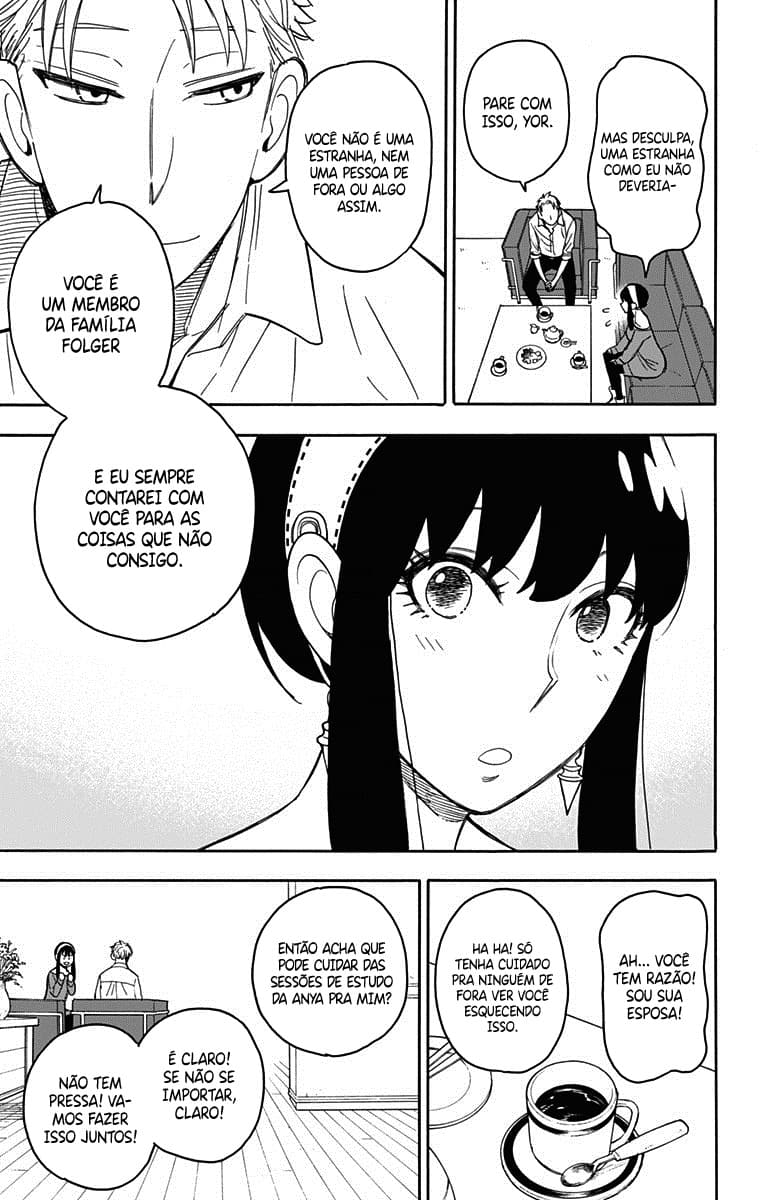 MAS DESCULPA,
UMA ESTRANHA
COMO EU NÃO
DEVERIA-
PARE COM
ISSO, YOR.
VOCÊ NÃO É UMA
ESTRANHA, NEM
UMA PESSOA DE
FORA OU ALGO
ASSIM.
VOCÊ É
UM MEMBRO
DA FAMÍLIA
FOLGER
E EU SEMPRE
CONTAREI COM
VOCÊ PARA AS
COISAS QUE NÃO
CONSIGO.
AH... VOCÊ
TEM RAZÃO!
SOU SUA
ESPOSA!
HA HA! SÓ
TENHA CUIDADO
PRA NINGUÉM DE
FORA VER VOCÊ
ESQUECENDO
ISSO.
ENTÃO ACHA QUE
PODE CUIDAR DAS
SESSÕES DE ESTUDO
DA ANYA PRA MIM?
É CLARO!
SE NÃO SE
IMPORTAR,
CLARO!
NÃO TEM
PRESSA! VA-
MOS FAZER
ISSO JUNTOS!